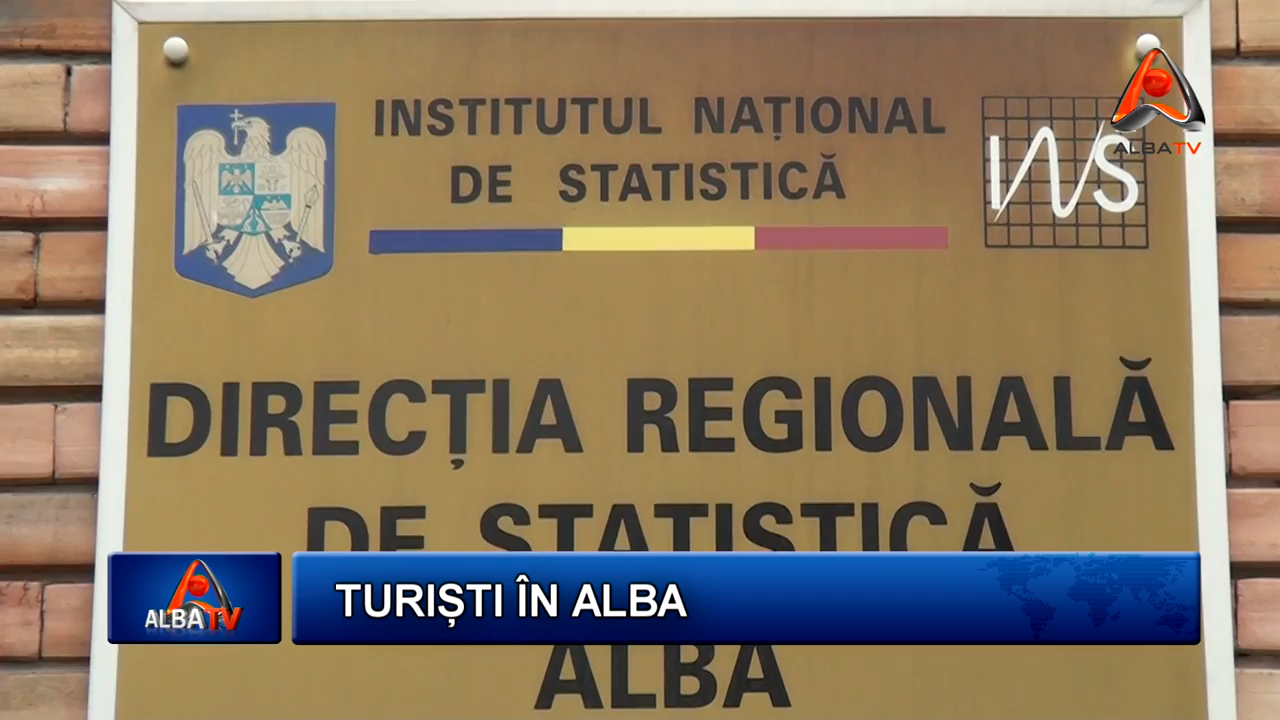 INSTITUTUL NAȚIONAL
DE STATISTICĂ
INS
ALBATV
DIRECȚIA REGIONALĂ
DE STATISTICĂ
ALBATV
TURIȘTI ÎN ALBA
ALBA